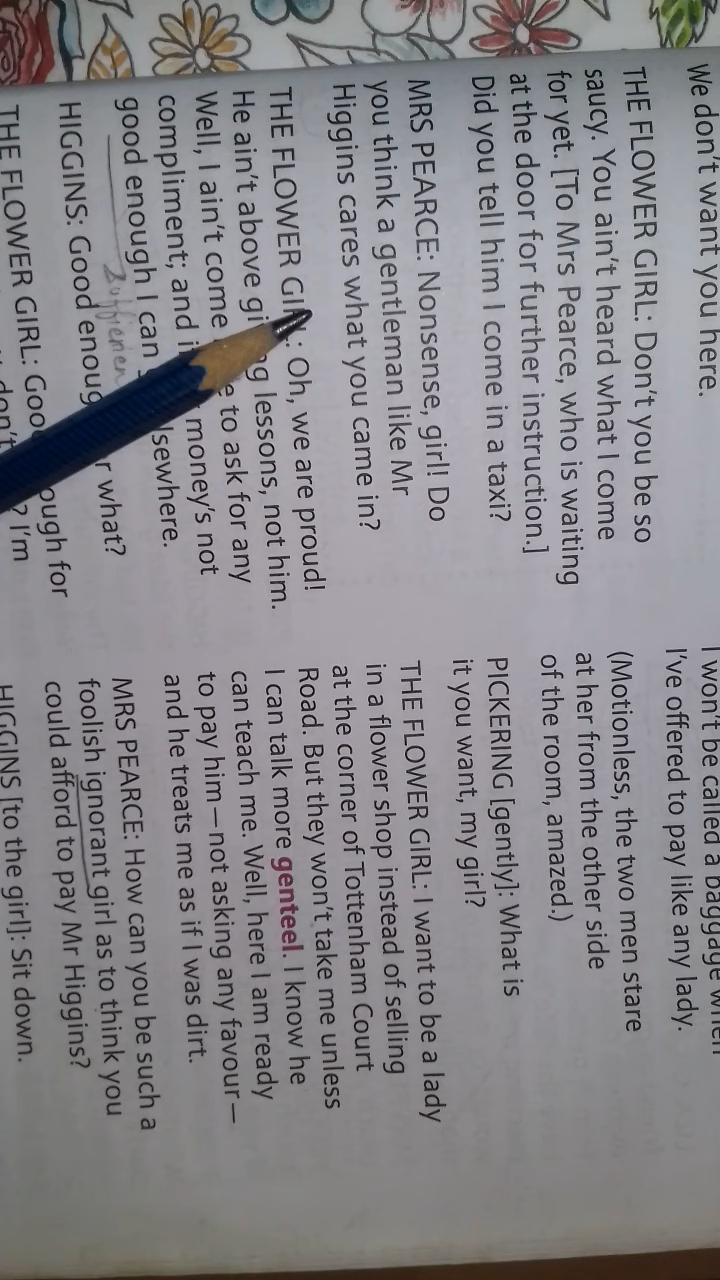 We don't want you here.
THE FLOWER GIRL: Don't you be so
saucy. You ain't heard what I come
for yet. [To Mrs Pearce, who is waiting
at the door for further instruction.]
Did you tell him I come in a taxi?
MRS PEARCE: Nonsense, girl! Do
you think a gentleman like Mr
Higgins cares what you came in?
THE FLOWER GIRL: Oh, we are proud!
He ain't above giving lessons, not him.
Well, I ain't come to ask for any
compliment; and money's not
good enough I can elsewhere.
HIGGINS: Good enough what?
THE FLOWER GIRL: Good enough for
don't I'm
I won't be called a baggage when
I've offered to pay like any lady.
(Motionless, the two men stare
at her from the other side
of the room, amazed.)
PICKERING [gently]: What is
it you want, my girl?
THE FLOWER GIRL: I want to be a lady
in a flower shop instead of selling
at the corner of Tottenham Court
Road. But they won't take me unless
I can talk more genteel. I know he
can teach me. Well, here I am ready
to pay him—not asking any favour—
and he treats me as if I was dirt.
MRS PEARCE: How can you be such a
foolish ignorant girl as to think you
could afford to pay Mr Higgins?
HIGGINS [to the girl]: Sit down.